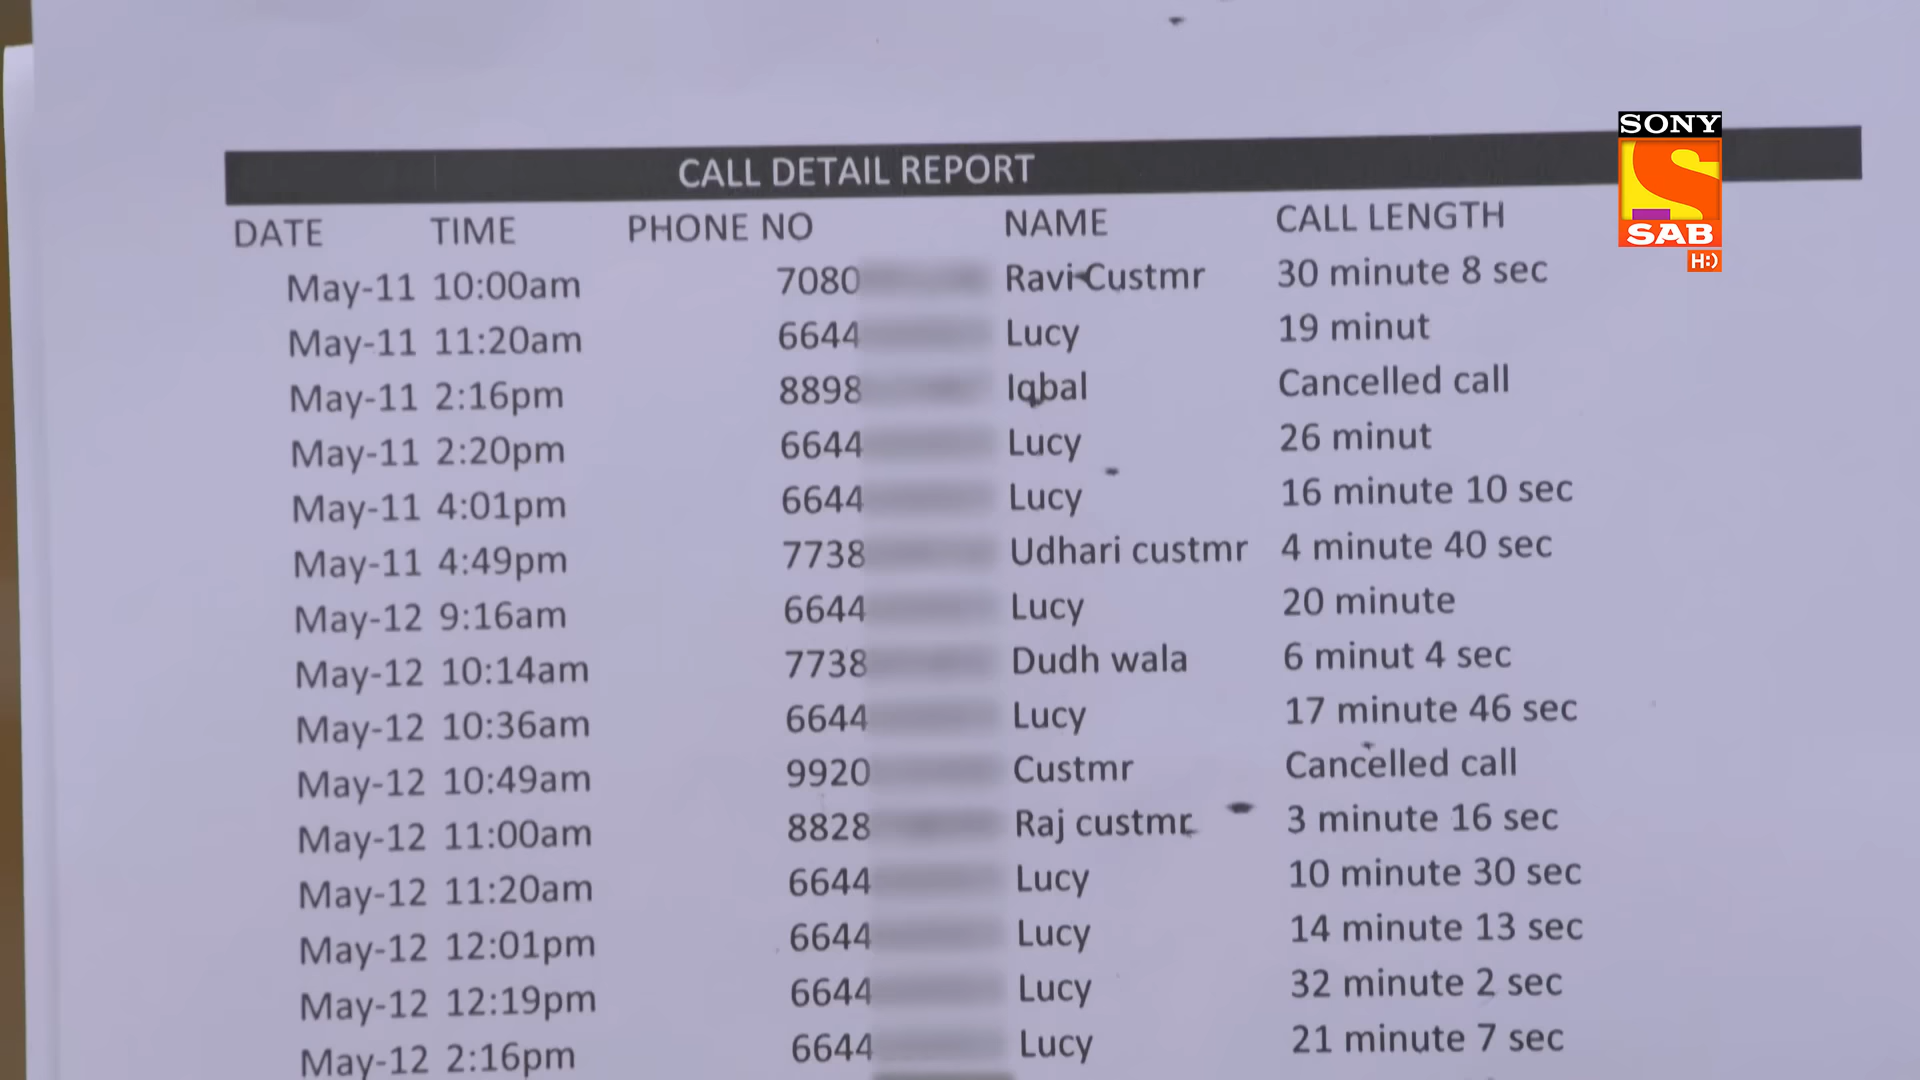 SONY
SAB
H:)
CALL DETAIL REPORT
DATE TIME PHONE NO NAME CALL LENGTH
May-11 10:00am 7080 Ravi Custmr 30 minute 8 sec
May-11 11:20am 6644 Lucy 19 minut
May-11 2:16pm 8898 Iqbal Cancelled call
May-11 2:20pm 6644 Lucy 26 minut
May-11 4:01pm 6644 Lucy 16 minute 10 sec
May-11 4:49pm 7738 Udhari custmr 4 minute 40 sec
May-12 9:16am 6644 Lucy 20 minute
May-12 10:14am 7738 Dudh wala 6 minut 4 sec
May-12 10:36am 6644 Lucy 17 minute 46 sec
May-12 10:49am 9920 Custmr Cancelled call
May-12 11:00am 8828 Raj custmr 3 minute 16 sec
May-12 11:20am 6644 Lucy 10 minute 30 sec
May-12 12:01pm 6644 Lucy 14 minute 13 sec
May-12 12:19pm 6644 Lucy 32 minute 2 sec
May-12 2:16pm 6644 Lucy 21 minute 7 sec